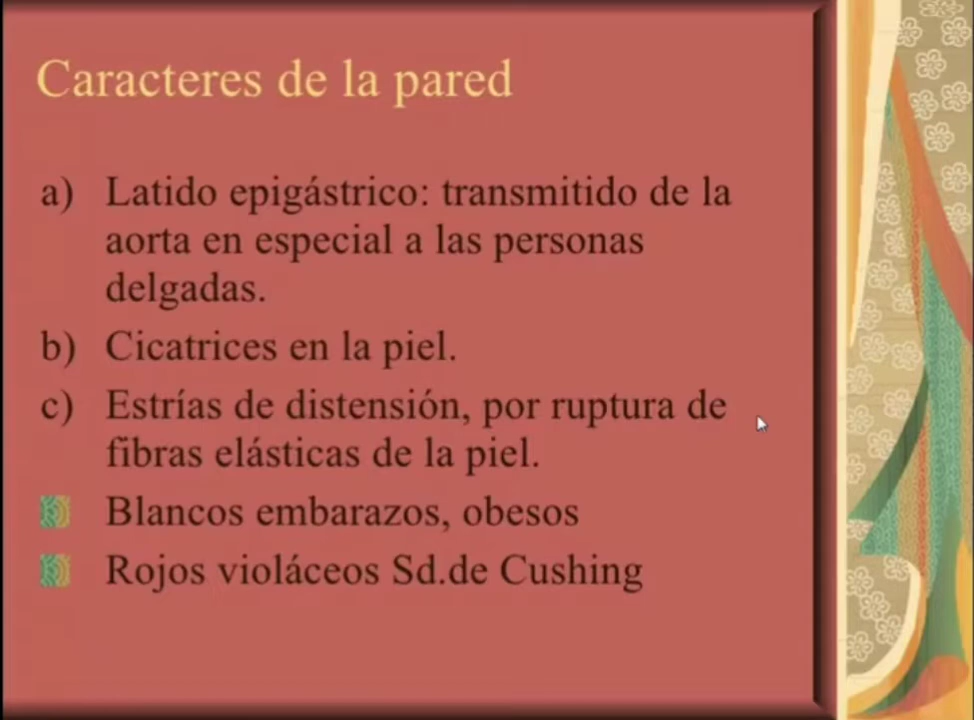 Caracteres de la pared
a) Latido epigástrico: transmitido de la
aorta en especial a las personas
delgadas.
b) Cicatrices en la piel.
c) Estrías de distensión, por ruptura de
fibras elásticas de la piel.
Blancos embarazos, obesos
Rojos violáceos Sd.de Cushing